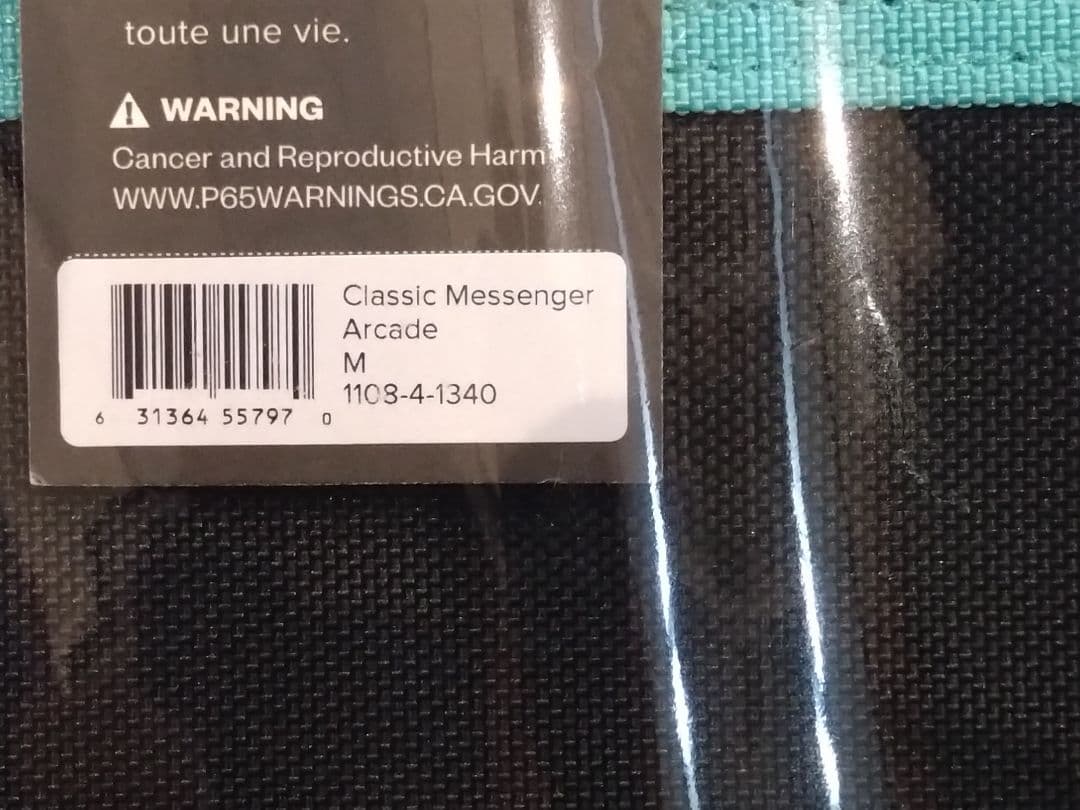 toute une vie.
WARNING
Cancer and Reproductive Harm
WWW.P65WARNINGS.CA.GOV.
Classic Messenger
Arcade
M
1108-4-1340
6 31364 55797 0